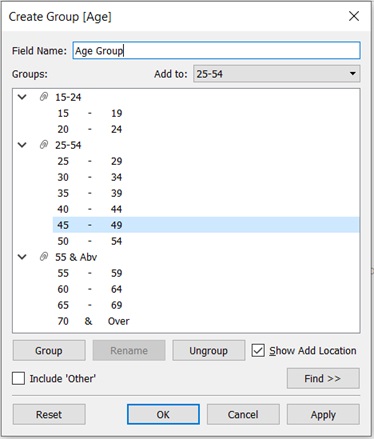 Create Group [Age]
Field Name: Age Group
Groups: Add to: 25-54
15-24
15 - 19
20 - 24
25-54
25 - 29
30 - 34
35 - 39
40 - 44
45 - 49
50 - 54
55 & Abv
55 - 59
60 - 64
65 - 69
70 & Over
Group Rename Ungroup Show Add Location
Include 'Other' Find >>
Reset OK Cancel Apply